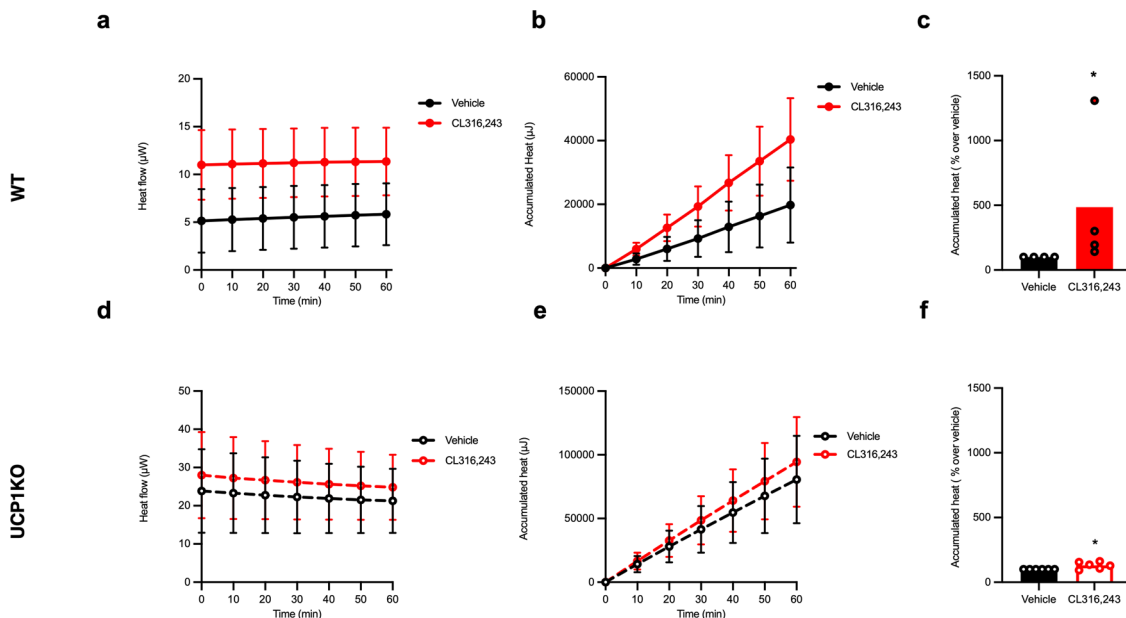 a
b
c
WT
Heat flow (μW)
20
15
10
5
0
0 10 20 30 40 50 60
Time (min)
Vehicle
CL316,243
Accumulated Heat (μJ)
60000
40000
20000
0
0 10 20 30 40 50 60
Time (min)
Vehicle
CL316,243
Accumulated heat ( % over vehicle)
1500
1000
500
0
*
Vehicle CL316,243
d
e
f
UCP1KO
Heat flow (μW)
50
40
30
20
10
0
0 10 20 30 40 50 60
Time (min)
Vehicle
CL316,243
Accumulated heat (μJ)
150000
100000
50000
0
0 10 20 30 40 50 60
Time (min)
Vehicle
CL316,243
Accumulated heat ( % over vehicle)
1500
1000
500
0
*
Vehicle CL316,243